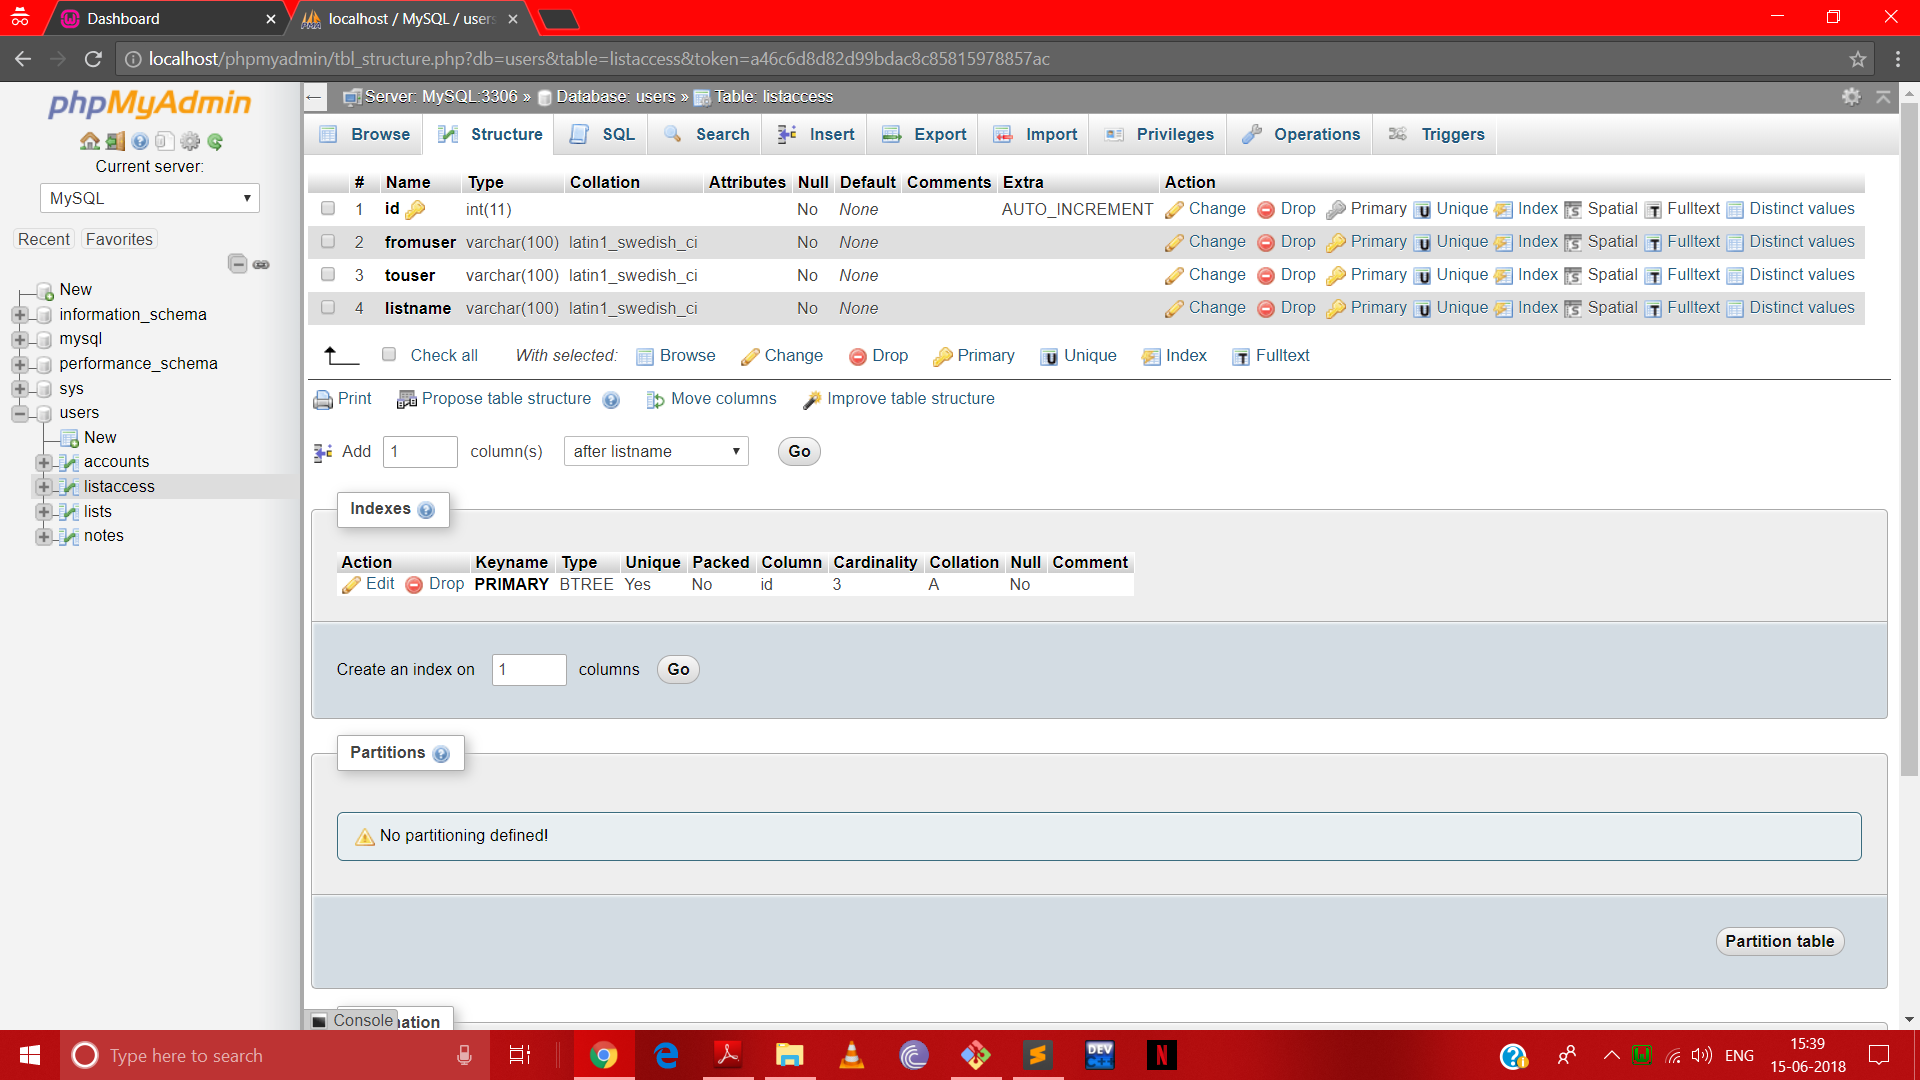 Dashboard
localhost / MySQL / users
localhost/phpmyadmin/tbl_structure.php?db=users&table=listaccess&token=a46c6d8d82d99bdac8c85815978857ac
phpMyAdmin
Current server:
MySQL
Recent Favorites
New
information_schema
mysql
performance_schema
sys
users
New
accounts
listaccess
lists
notes
Server: MySQL:3306 » Database: users » Table: listaccess
Browse Structure SQL Search Insert Export Import Privileges Operations Triggers
# Name Type Collation Attributes Null Default Comments Extra Action
1 id int(11) No None AUTO_INCREMENT Change Drop Primary Unique Index Spatial Fulltext Distinct values
2 fromuser varchar(100) latin1_swedish_ci No None Change Drop Primary Unique Index Spatial Fulltext Distinct values
3 touser varchar(100) latin1_swedish_ci No None Change Drop Primary Unique Index Spatial Fulltext Distinct values
4 listname varchar(100) latin1_swedish_ci No None Change Drop Primary Unique Index Spatial Fulltext Distinct values
Check all With selected: Browse Change Drop Primary Unique Index Fulltext
Print Propose table structure Move columns Improve table structure
Add 1 column(s) after listname Go
Indexes
Action Keyname Type Unique Packed Column Cardinality Collation Null Comment
Edit Drop PRIMARY BTREE Yes No id 3 A No
Create an index on 1 columns Go
Partitions
No partitioning defined!
Partition table
Console
Type here to search
DEV
C++
N
ENG
15:39
15-06-2018